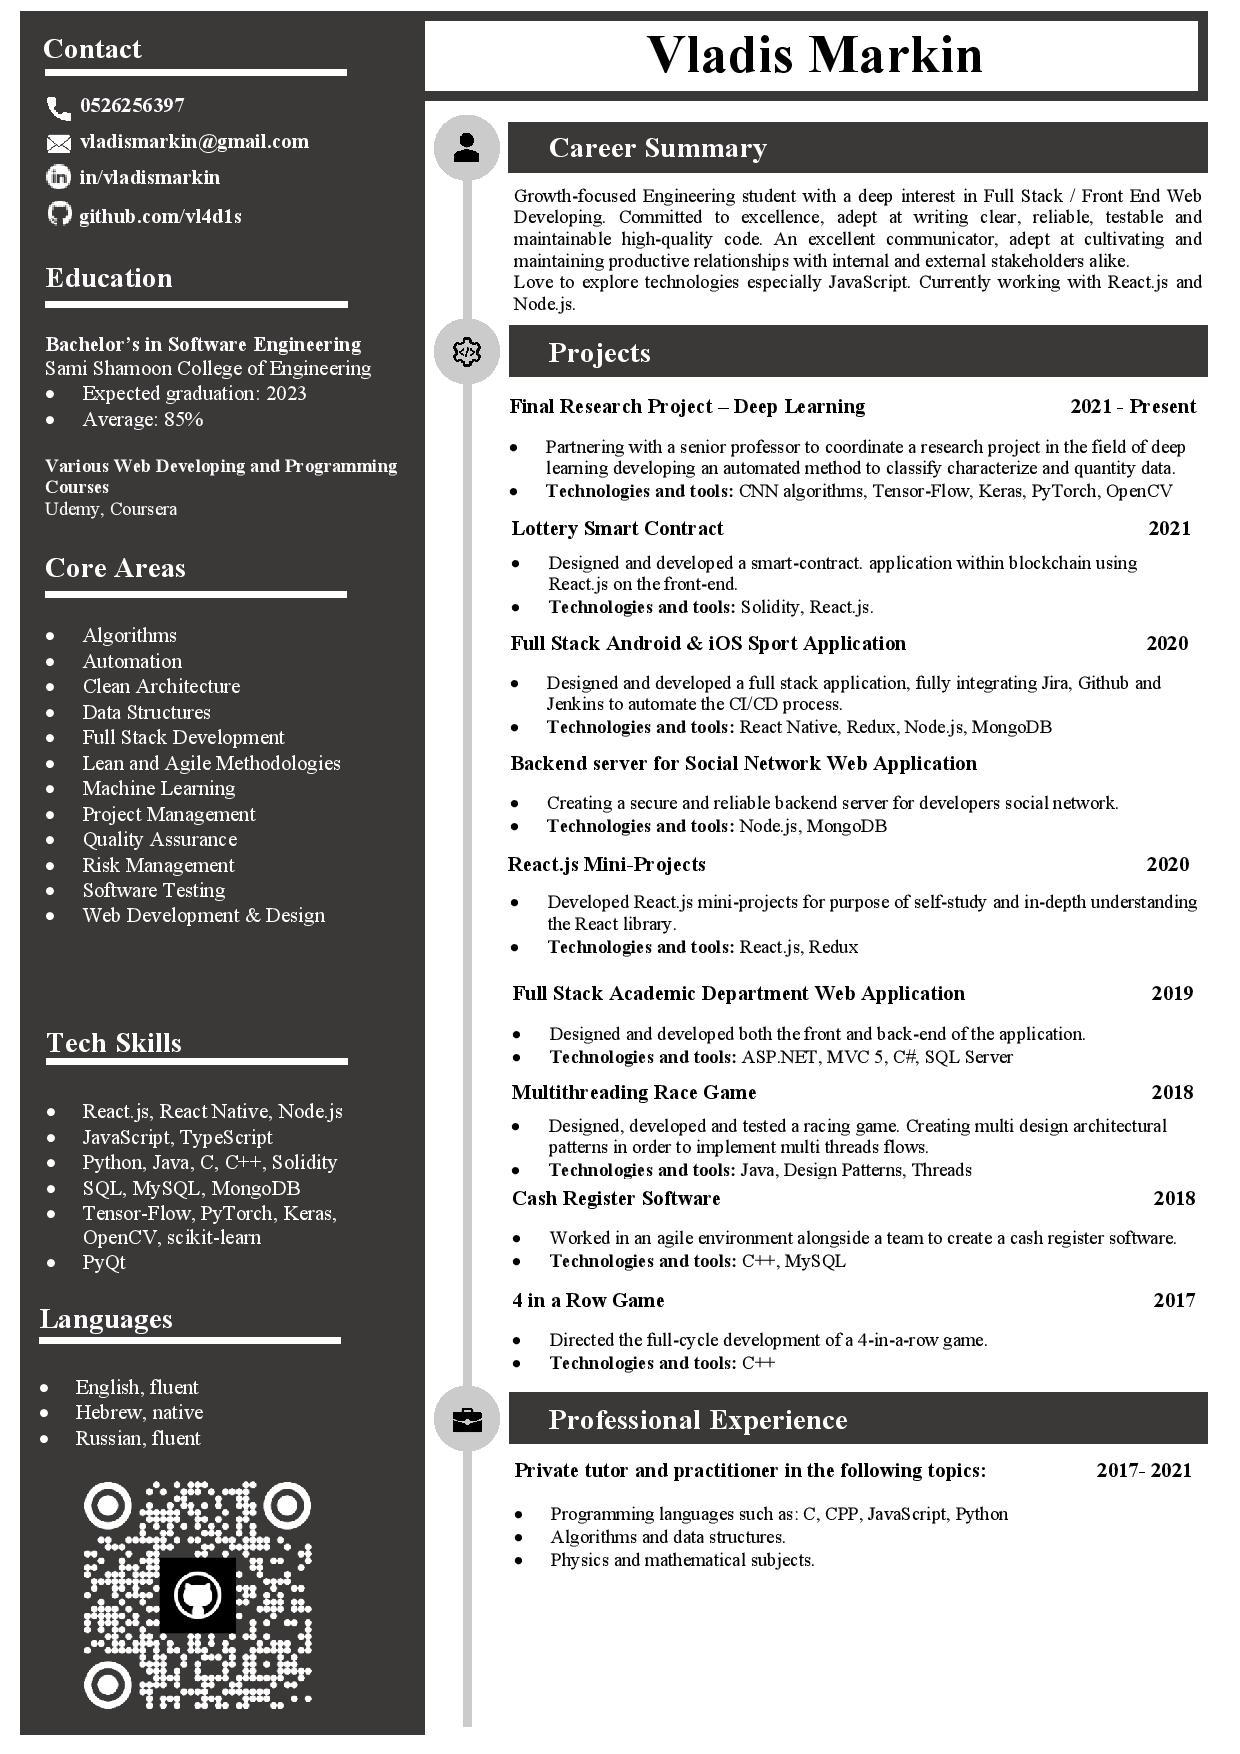 Contact
0526256397
vladismarkin@gmail.com
in/vladismarkin
github.com/vl4d1s
Education
Bachelor’s in Software Engineering
Sami Shamoon College of Engineering
• Expected graduation: 2023
• Average: 85%
Various Web Developing and Programming
Courses
Udemy, Coursera
Core Areas
• Algorithms
• Automation
• Clean Architecture
• Data Structures
• Full Stack Development
• Lean and Agile Methodologies
• Machine Learning
• Project Management
• Quality Assurance
• Risk Management
• Software Testing
• Web Development & Design
Tech Skills
• React.js, React Native, Node.js
• JavaScript, TypeScript
• Python, Java, C, C++, Solidity
• SQL, MySQL, MongoDB
• Tensor-Flow, PyTorch, Keras,
OpenCV, scikit-learn
• PyQt
Languages
• English, fluent
• Hebrew, native
• Russian, fluent
Vladis Markin
Career Summary
Growth-focused Engineering student with a deep interest in Full Stack / Front End Web
Developing. Committed to excellence, adept at writing clear, reliable, testable and
maintainable high-quality code. An excellent communicator, adept at cultivating and
maintaining productive relationships with internal and external stakeholders alike.
Love to explore technologies especially JavaScript. Currently working with React.js and
Node.js.
Projects
Final Research Project – Deep Learning 2021 - Present
• Partnering with a senior professor to coordinate a research project in the field of deep
learning developing an automated method to classify characterize and quantity data.
• Technologies and tools: CNN algorithms, Tensor-Flow, Keras, PyTorch, OpenCV
Lottery Smart Contract 2021
• Designed and developed a smart-contract. application within blockchain using
React.js on the front-end.
• Technologies and tools: Solidity, React.js.
Full Stack Android & iOS Sport Application 2020
• Designed and developed a full stack application, fully integrating Jira, Github and
Jenkins to automate the CI/CD process.
• Technologies and tools: React Native, Redux, Node.js, MongoDB
Backend server for Social Network Web Application
• Creating a secure and reliable backend server for developers social network.
• Technologies and tools: Node.js, MongoDB
React.js Mini-Projects 2020
• Developed React.js mini-projects for purpose of self-study and in-depth understanding
the React library.
• Technologies and tools: React.js, Redux
Full Stack Academic Department Web Application 2019
• Designed and developed both the front and back-end of the application.
• Technologies and tools: ASP.NET, MVC 5, C#, SQL Server
Multithreading Race Game 2018
• Designed, developed and tested a racing game. Creating multi design architectural
patterns in order to implement multi threads flows.
• Technologies and tools: Java, Design Patterns, Threads
Cash Register Software 2018
• Worked in an agile environment alongside a team to create a cash register software.
• Technologies and tools: C++, MySQL
4 in a Row Game 2017
• Directed the full-cycle development of a 4-in-a-row game.
• Technologies and tools: C++
Professional Experience
Private tutor and practitioner in the following topics: 2017- 2021
• Programming languages such as: C, CPP, JavaScript, Python
• Algorithms and data structures.
• Physics and mathematical subjects.